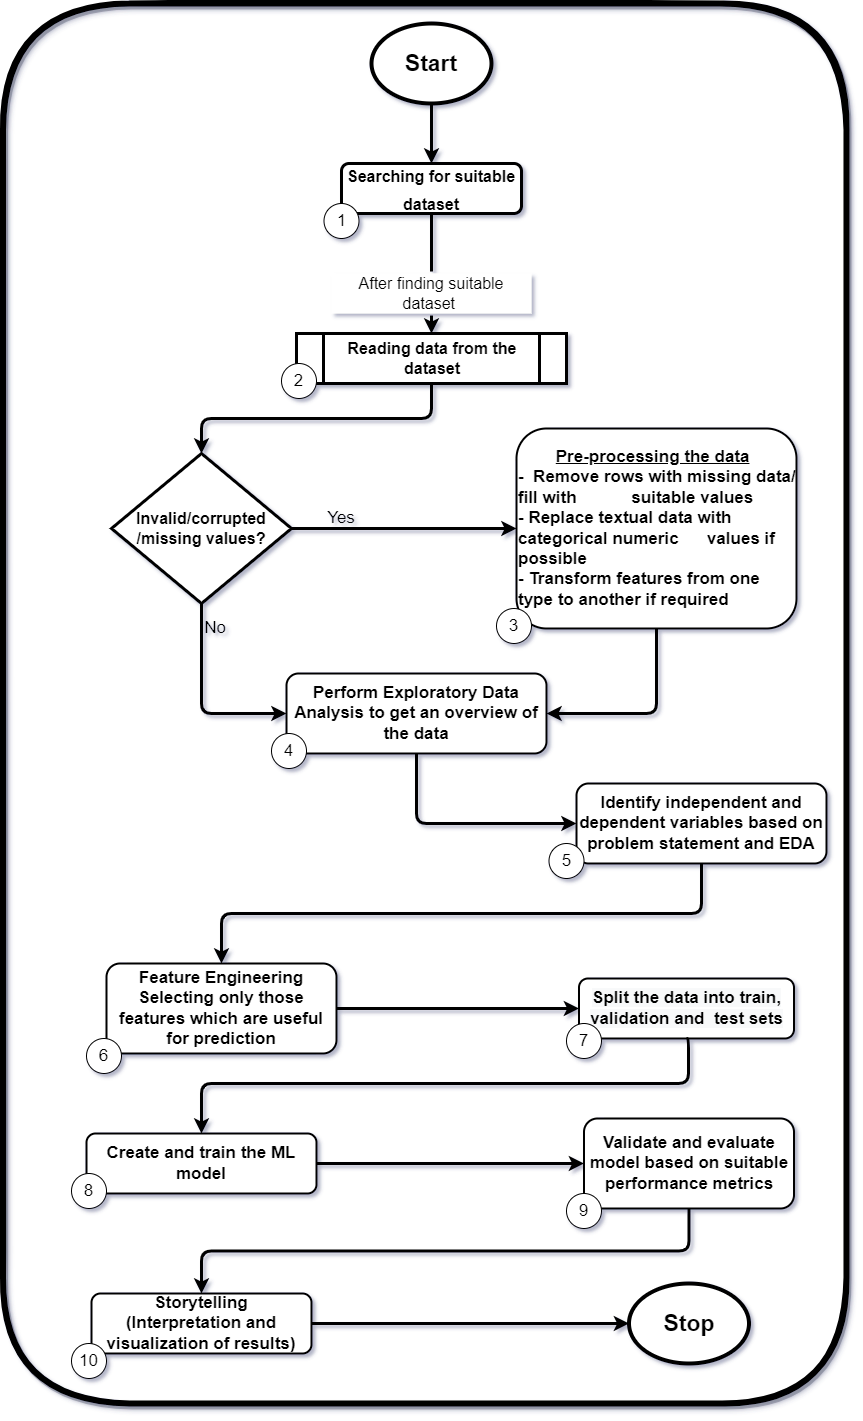 Start
Searching for suitable
dataset
1
After finding suitable
dataset
Reading data from the
dataset
2
Invalid/corrupted
/missing values?
Yes
No
Pre-processing the data
- Remove rows with missing data/
fill with suitable values
- Replace textual data with
categorical numeric values if
possible
- Transform features from one
type to another if required
3
Perform Exploratory Data
Analysis to get an overview of
the data
4
Identify independent and
dependent variables based on
problem statement and EDA
5
Feature Engineering
Selecting only those
features which are useful
for prediction
6
Split the data into train,
validation and test sets
7
Create and train the ML
model
8
Validate and evaluate
model based on suitable
performance metrics
9
Storytelling
(Interpretation and
visualization of results)
10
Stop